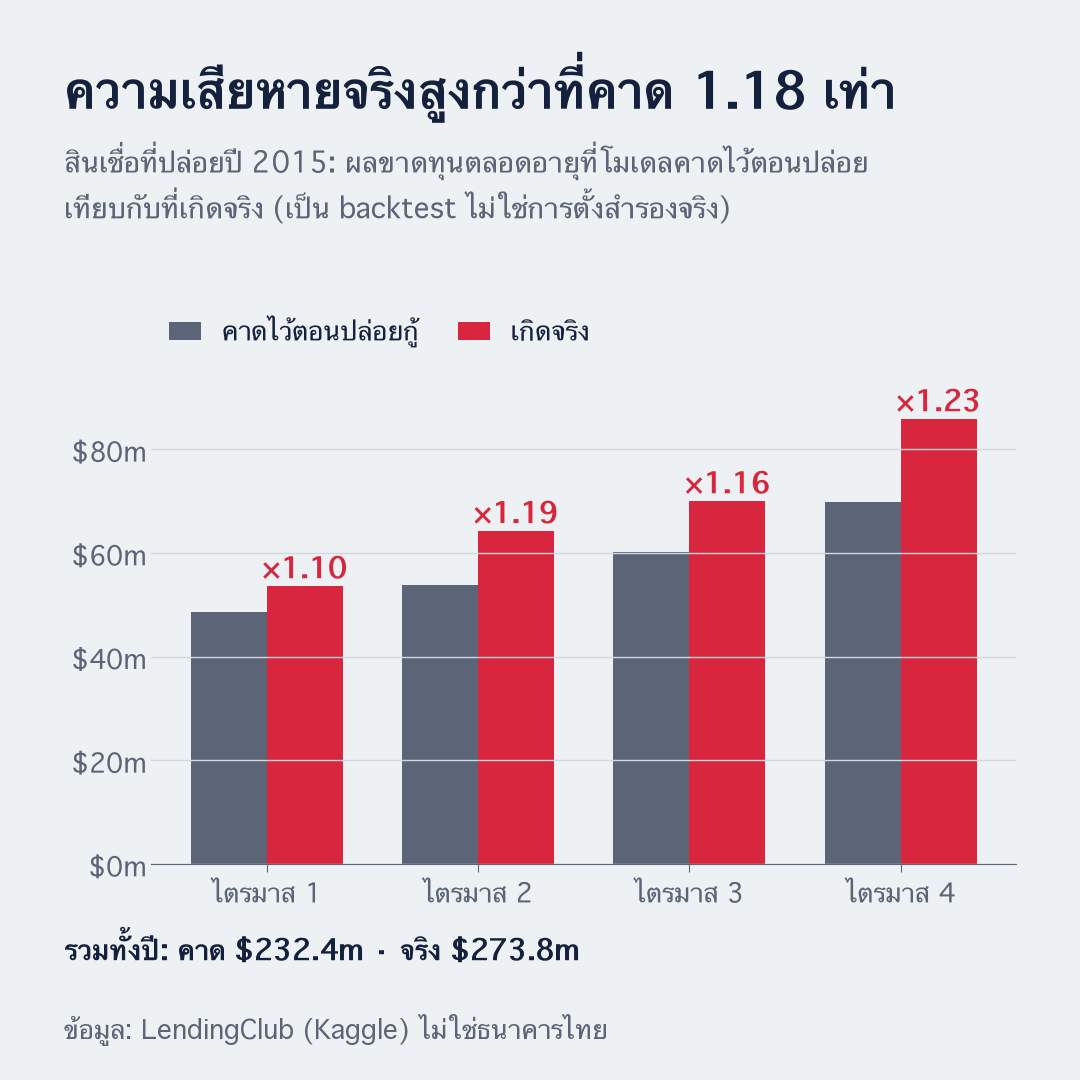 ความเสียหายจริงสูงกว่าที่คาด 1.18 เท่า
สินเชื่อที่ปล่อยปี 2015: ผลขาดทุนตลอดอายุที่โมเดลคาดไว้ตอนปล่อย
เทียบกับที่เกิดจริง (เป็น backtest ไม่ใช่การตั้งสำรองจริง)
คาดไว้ตอนปล่อยกู้ เกิดจริง
×1.23
$80m
×1.16
×1.19
$60m
×1.10
$40m
$20m
$0m
ไตรมาส 1 ไตรมาส 2 ไตรมาส 3 ไตรมาส 4
รวมทั้งปี: คาด $232.4m · จริง $273.8m
ข้อมูล: LendingClub (Kaggle) ไม่ใช่ธนาคารไทย